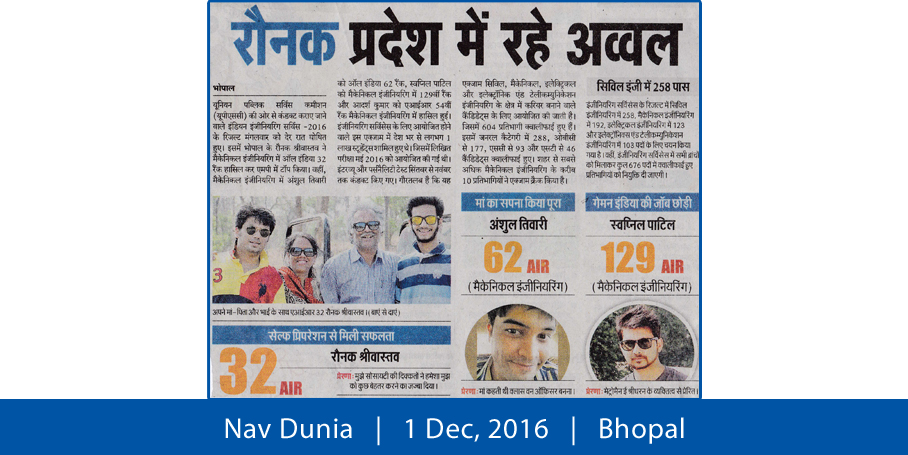 रौनक प्रदेश में रहे अव्वल
भोपाल
यूनियन पब्लिक सर्विस कमीशन
(यूपीएससी) की ओर से कंडक्ट कराए जाने
वाले इंडियन इंजीनियरिंग सर्विस -2016
के रिजल्ट मंगलवार को देर रात घोषित
हुए। इसमें भोपाल के रौनक श्रीवास्तव ने
मैकेनिकल इंजीनियरिंग में ऑल इंडिया 32
रैंक हासिल कर एमपी में टॉप किया। वहीं,
मैकेनिकल इंजीनियरिंग में अंशुल तिवारी
को ऑल इंडिया 62 रैंक, स्वप्निल पाटिल
को मैकेनिकल इंजीनियरिंग में 129वीं रैंक
और आदर्श कुमार को एआईआर 54वीं
रैंक मैकेनिकल इंजीनियरिंग में हासिल हुई।
इंजीनियरिंग सर्विसेस के लिए आयोजित होने
वाले इस एक्जाम में देश भर से लगभग 1
लाख स्टूडेंट्स शामिल हुए थे। जिसमें लिखित
परीक्षा मई 2016 को आयोजित की गई थी।
इंटरव्यू और पर्सनैलिटी टेस्ट सितंबर से नवंबर
तक कंडक्ट किए गए। गौरतलब है कि यह
एक्जाम सिविल, मैकेनिकल, इलेक्ट्रिकल
और इलेक्ट्रॉनिक एंड टेलीकम्युनिकेशन
इंजीनियरिंग के क्षेत्र में करियर बनाने वाले
कैंडिडेट्स के लिए आयोजित की जाती है।
जिसमें 604 प्रतिभागी क्वालीफाई हुए हैं।
इसमें जनरल कैटेगरी में 288, ओबीसी
से 177, एससी से 93 और एसटी से 46
कैंडिडेट्स क्वालीफाई हुए। शहर से सबसे
अधिक मैकेनिकल इंजीनियरिंग के करीब
10 प्रतिभागियों ने एक्जाम क्रैक किया है।
सिविल इंजी में 258 पास
इंजीनियरिंग सर्विसेस के रिजल्ट में सिविल
इंजीनियरिंग में 258, मैकेनिकल इंजीनियरिंग
में 192, इलेक्ट्रिकल इंजीनियरिंग में 123
और इलेक्ट्रॉनिक्स एंड टेलीकम्युनिकेशन
इंजीनियरिंग में 103 पदों के लिए चयन किया
गया है। वहीं, इंजीनियरिंग सर्विसेस में सभी ब्रांचों
को मिलाकर कुल 676 पदों में क्वालीफाई हुए
प्रतिभागियों को नियुक्ति दी जाएगी।
अपने मां-पिता और भाई के साथ एआईआर 32 रौनक श्रीवास्तव। (बाएं से दाएं)
सेल्फ प्रिपरेशन से मिली सफलता
32 AIR
रौनक श्रीवास्तव
प्रेरणा : मुझे सोसायटी की दिक्कतों ने हमेशा मुझ
को कुछ बेहतर करने का जज्बा दिया।
मां का सपना किया पूरा
अंशुल तिवारी
62 AIR
(मैकेनिकल इंजीनियरिंग)
प्रेरणा : मां कहती थी क्लास वन ऑफिसर बनना।
गेमन इंडिया की जॉब छोड़ी
स्वप्निल पाटिल
129 AIR
(मैकेनिकल इंजीनियरिंग)
प्रेरणा : मेट्रोमैन ई श्रीधरन के व्यक्तित्व से प्रेरित।
Nav Dunia | 1 Dec, 2016 | Bhopal